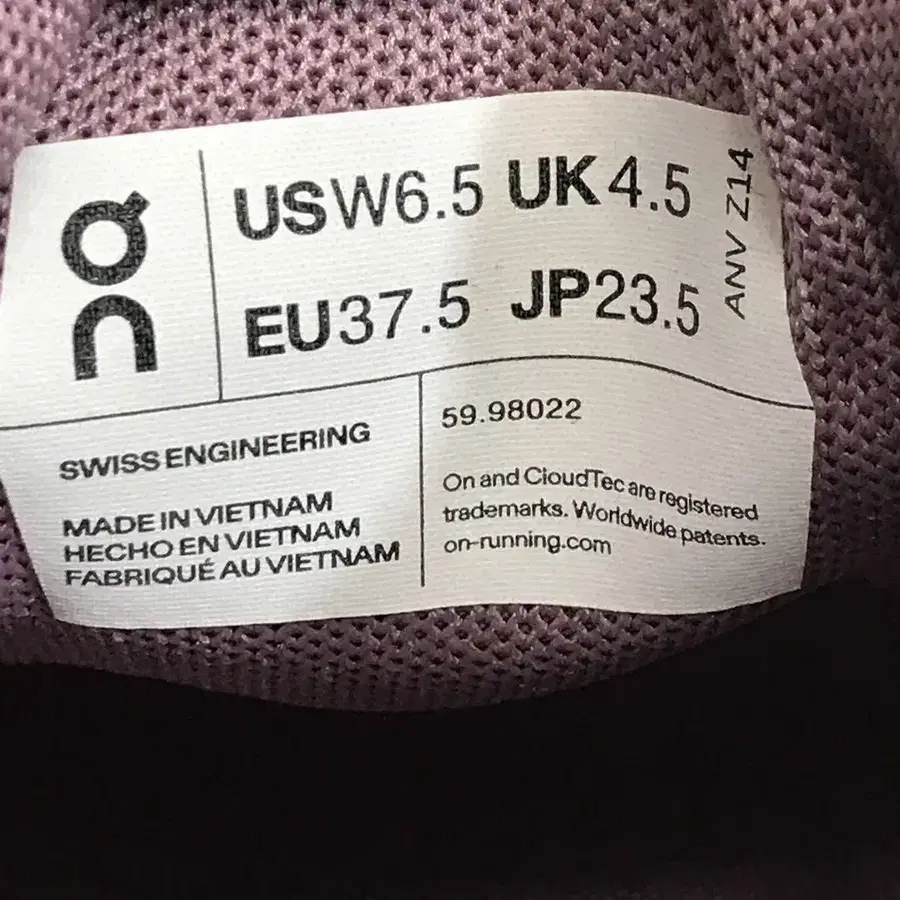 On
USW6.5 UK4.5
EU37.5 JP23.5
ANV Z14
SWISS ENGINEERING
MADE IN VIETNAM
HECHO EN VIETNAM
FABRIQUÉ AU VIETNAM
59.98022
On and CloudTec are registered
trademarks. Worldwide patents.
on-running.com